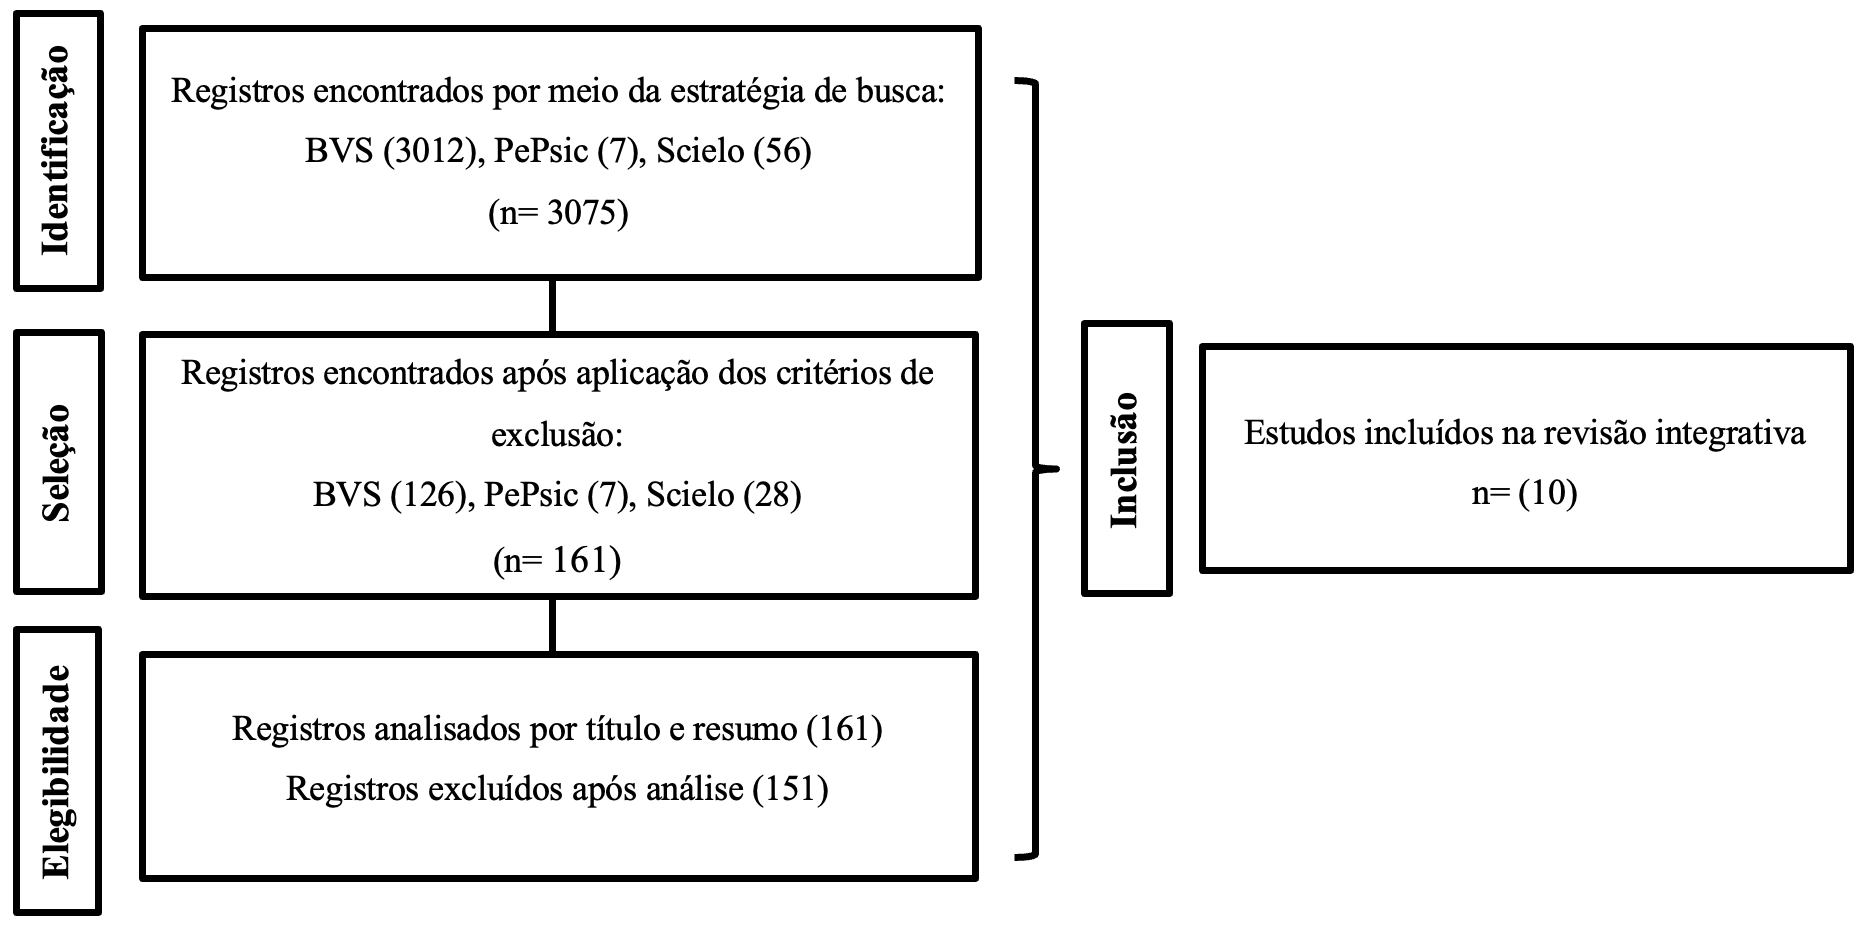 Identificação
Registros encontrados por meio da estratégia de busca:
BVS (3012), PePsic (7), Scielo (56)
(n= 3075)
Seleção
Registros encontrados após aplicação dos critérios de
exclusão:
BVS (126), PePsic (7), Scielo (28)
(n= 161)
Elegibilidade
Registros analisados por título e resumo (161)
Registros excluídos após análise (151)
Inclusão
Estudos incluídos na revisão integrativa
n= (10)